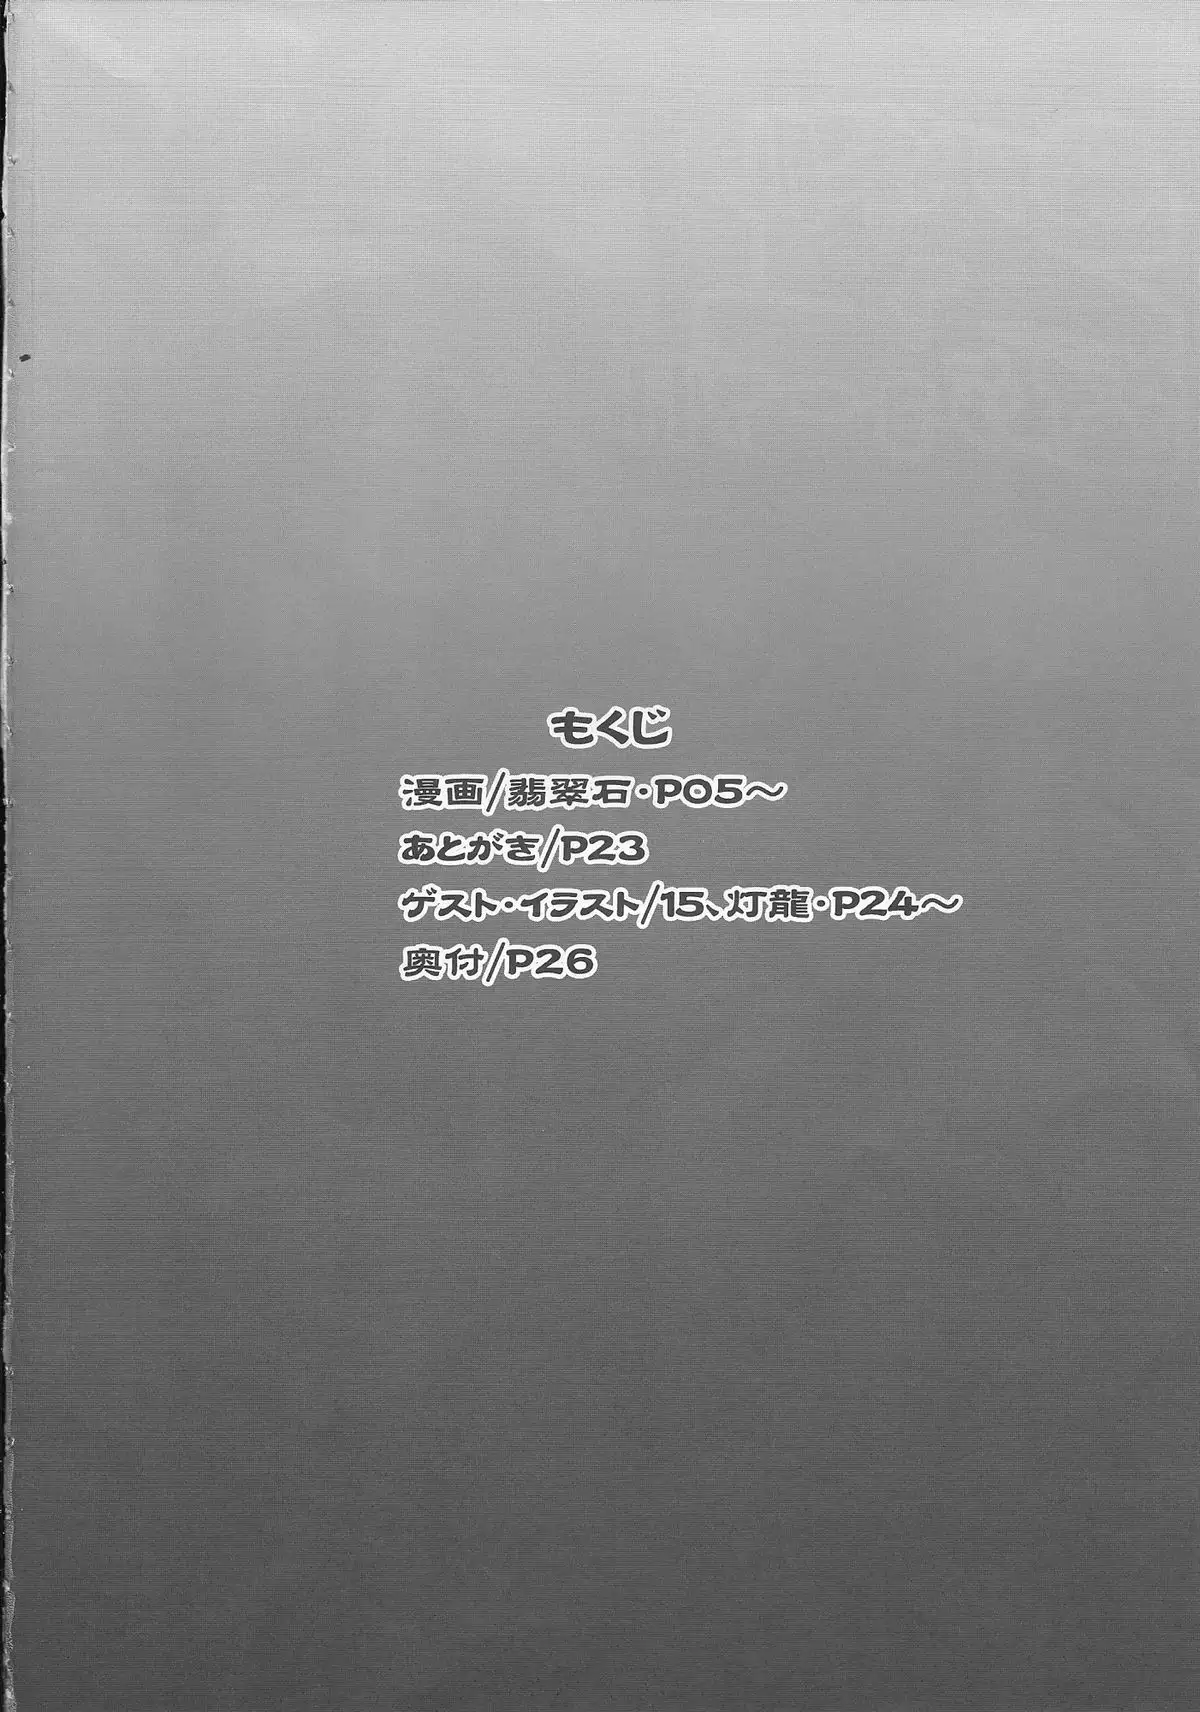 もくじ
漫画/翡翠石・P05～
あとがき/P23
ゲスト・イラスト/15、灯龍・P24～
奥付/P26